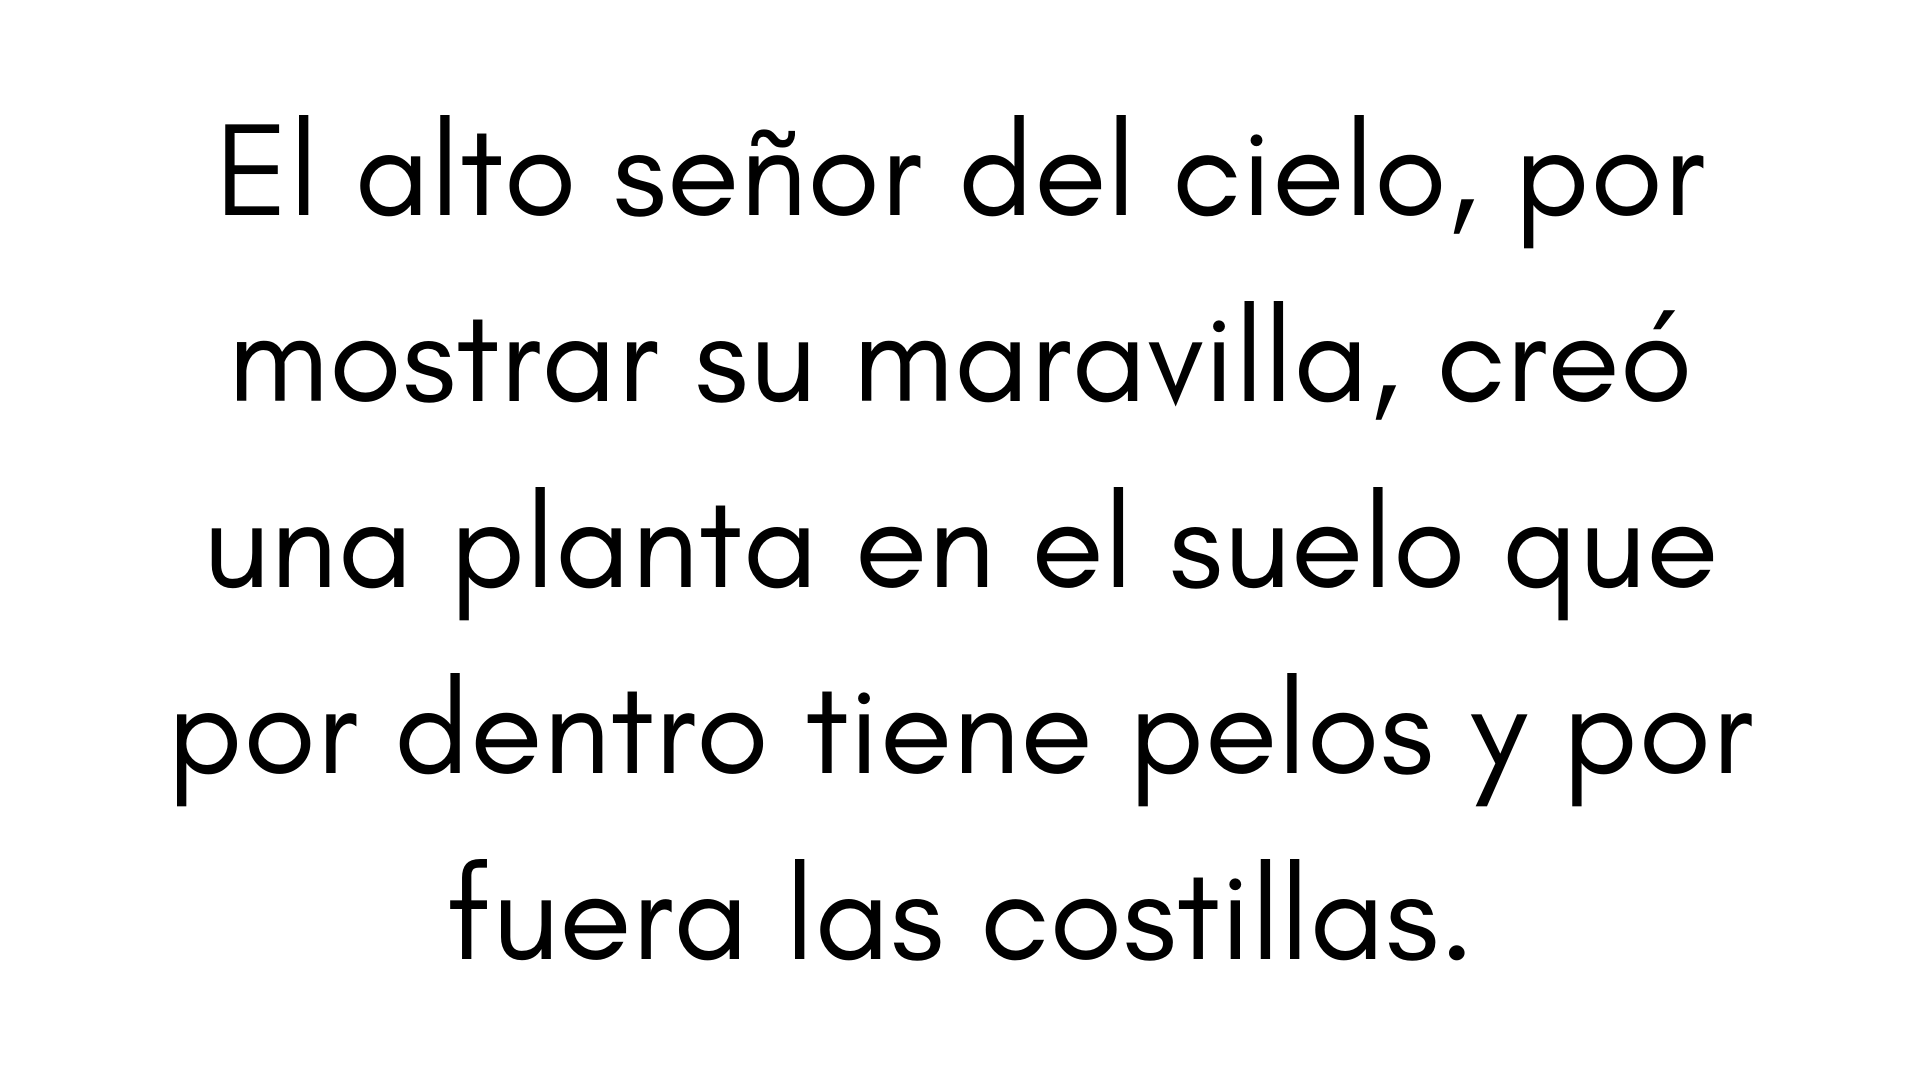 El alto señor del cielo, por
mostrar su maravilla, creó
una planta en el suelo que
por dentro tiene pelos y por
fuera las costillas.